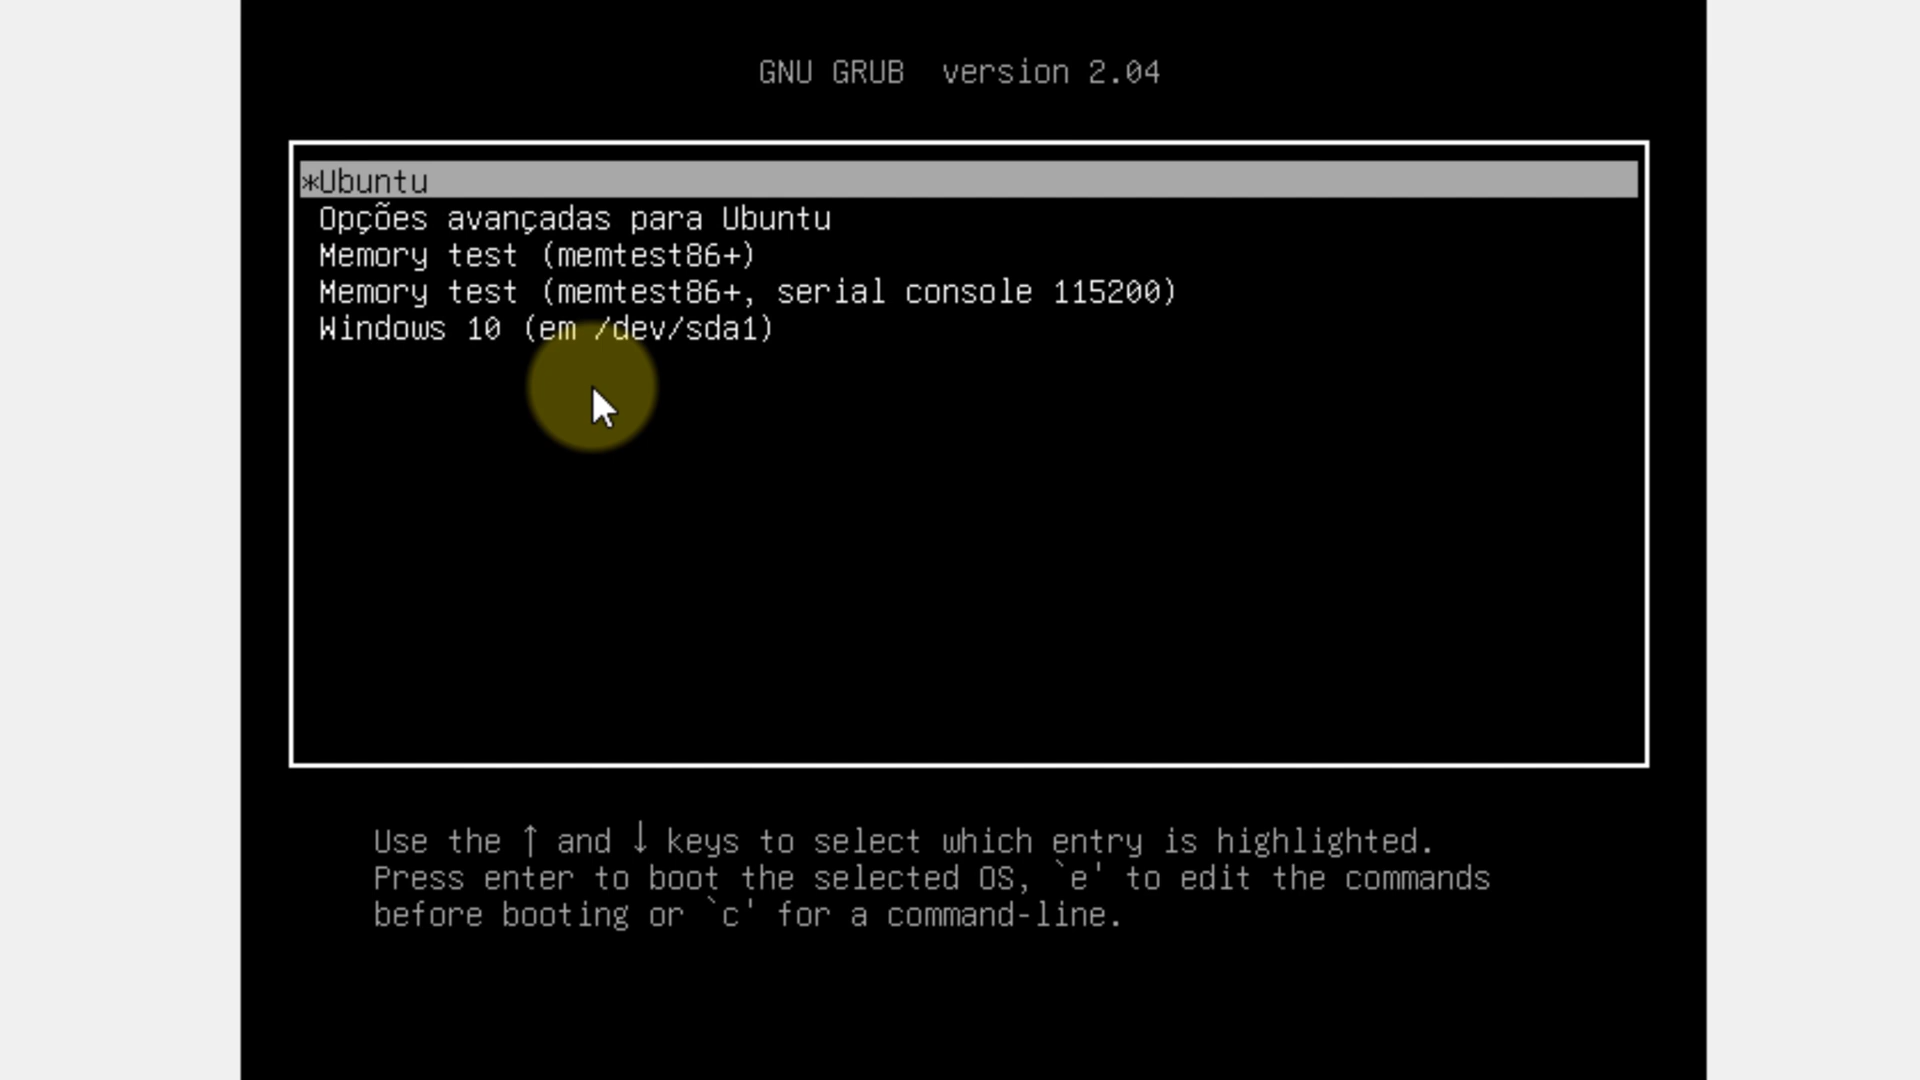 GNU GRUB  version 2.04
*Ubuntu
Opções avançadas para Ubuntu
Memory test (memtest86+)
Memory test (memtest86+, serial console 115200)
Windows 10 (em /dev/sda1)
Use the ↑ and ↓ keys to select which entry is highlighted.
Press enter to boot the selected OS, `e' to edit the commands
before booting or `c' for a command-line.